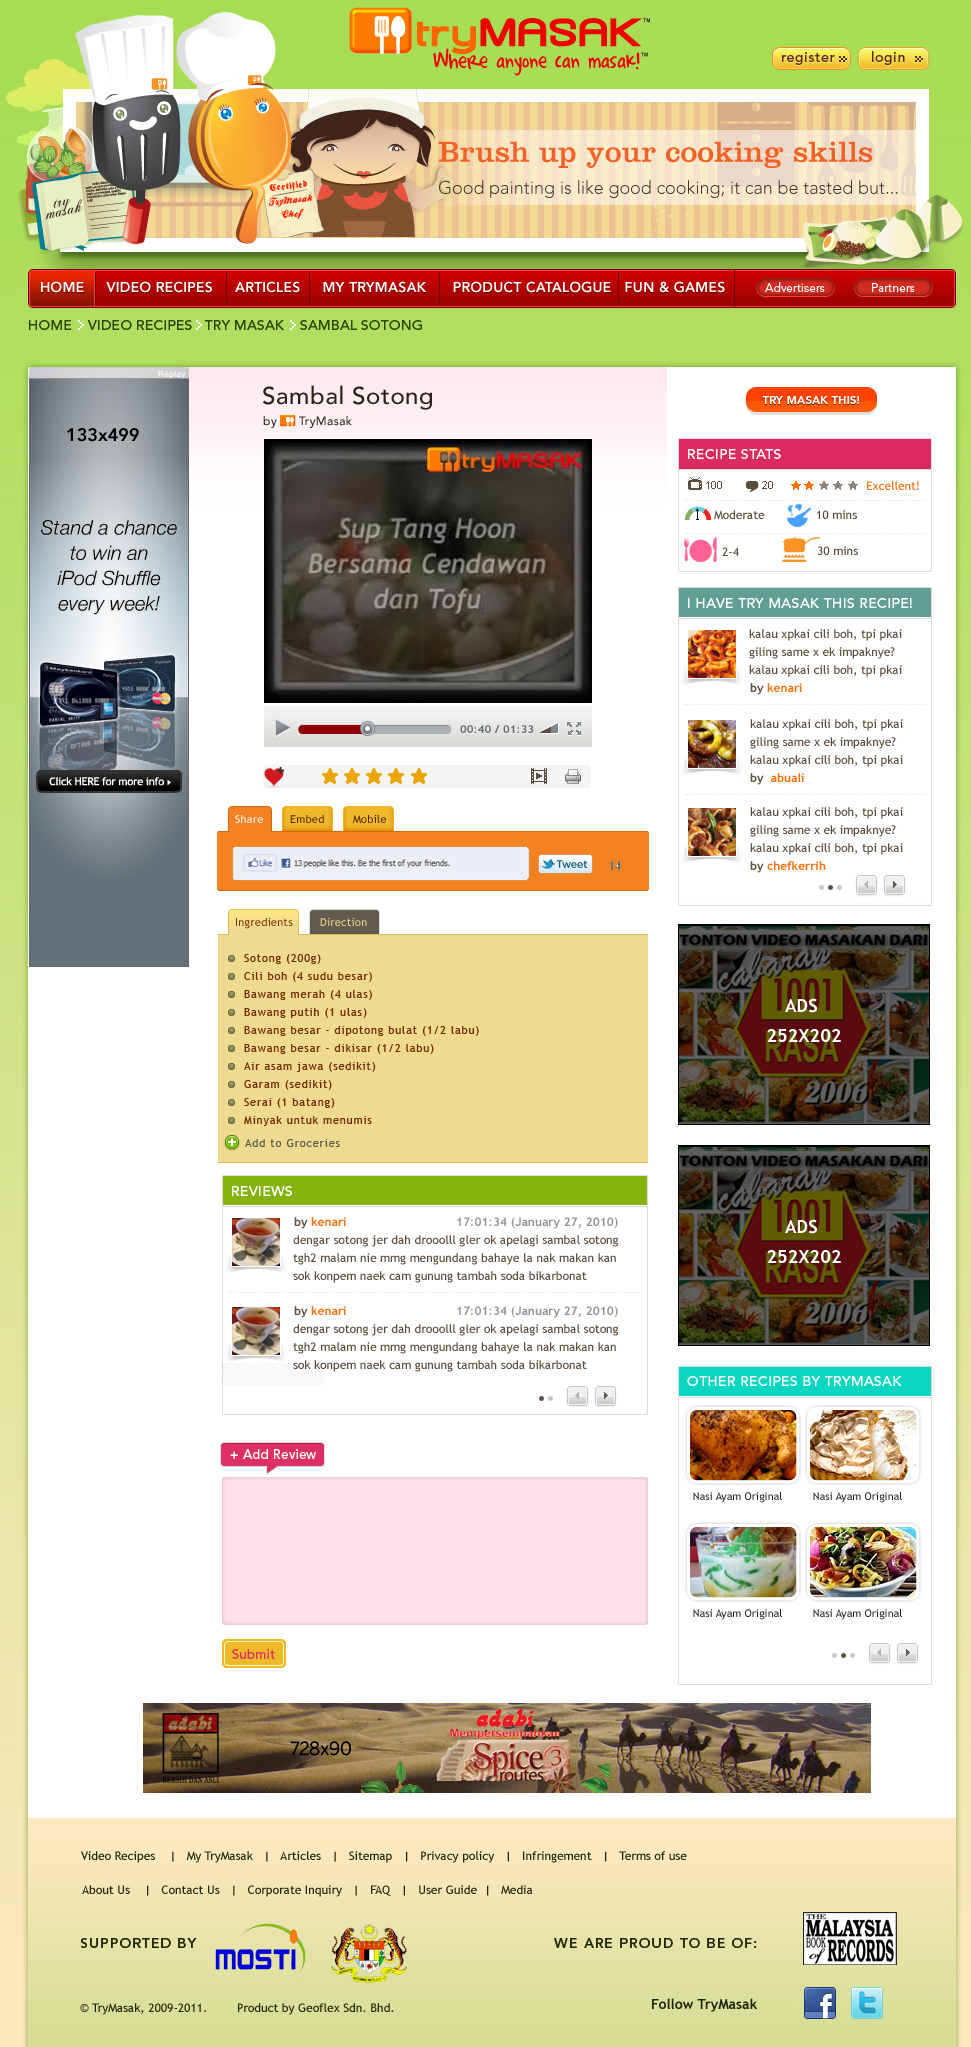 tryMASAK™
Where anyone can masak!™
register
login
try masak
Certified
TryMasak
Chef
Brush up your cooking skills
Good painting is like good cooking; it can be tasted but...
HOME
VIDEO RECIPES
ARTICLES
MY TRYMASAK
PRODUCT CATALOGUE
FUN & GAMES
Advertisers
Partners
HOME VIDEO RECIPES TRY MASAK SAMBAL SOTONG
Replay
133x499
Stand a chance
to win an
iPod Shuffle
every week!
Click HERE for more info
Sambal Sotong
by TryMasak
tryMASAK
Sup Tang Hoon
Bersama Cendawan
dan Tofu
00:40 / 01:33
Share
Embed
Mobile
Like
13 people like this. Be the first of your friends.
Tweet
14
Ingredients
Direction
Sotong (200g)
Cili boh (4 sudu besar)
Bawang merah (4 ulas)
Bawang putih (1 ulas)
Bawang besar - dipotong bulat (1/2 labu)
Bawang besar - dikisar (1/2 labu)
Air asam jawa (sedikit)
Garam (sedikit)
Serai (1 batang)
Minyak untuk menumis
Add to Groceries
REVIEWS
by kenari
17:01:34 (January 27, 2010)
dengar sotong jer dah drooolll gler ok apelagi sambal sotong
tgh2 malam nie mmg mengundang bahaye la nak makan kan
sok konpem naek cam gunung tambah soda bikarbonat
by kenari
17:01:34 (January 27, 2010)
dengar sotong jer dah drooolll gler ok apelagi sambal sotong
tgh2 malam nie mmg mengundang bahaye la nak makan kan
sok konpem naek cam gunung tambah soda bikarbonat
+ Add Review
Submit
TRY MASAK THIS!
RECIPE STATS
100
20
Excellent!
Moderate
10 mins
2-4
30 mins
I HAVE TRY MASAK THIS RECIPE!
kalau xpkai cili boh, tpi pkai
giling same x ek impaknye?
kalau xpkai cili boh, tpi pkai
by kenari
kalau xpkai cili boh, tpi pkai
giling same x ek impaknye?
kalau xpkai cili boh, tpi pkai
by abuali
kalau xpkai cili boh, tpi pkai
giling same x ek impaknye?
kalau xpkai cili boh, tpi pkai
by chefkerrih
TONTON VIDEO MASAKAN DARI
cabaran
1001
RASA
2006
ADS
252X202
TONTON VIDEO MASAKAN DARI
cabaran
1001
RASA
2006
ADS
252X202
OTHER RECIPES BY TRYMASAK
Nasi Ayam Original
Nasi Ayam Original
Nasi Ayam Original
Nasi Ayam Original
adabi
BERSIH DAN ASLI
728x90
adabi
Mempersembahkan
Spice 3
routes
Video Recipes | My TryMasak | Articles | Sitemap | Privacy policy | Infringement | Terms of use
About Us | Contact Us | Corporate Inquiry | FAQ | User Guide | Media
SUPPORTED BY
MOSTI
WE ARE PROUD TO BE OF:
THE
MALAYSIA
BOOK of RECORDS
© TryMasak, 2009-2011.
Product by Geoflex Sdn. Bhd.
Follow TryMasak